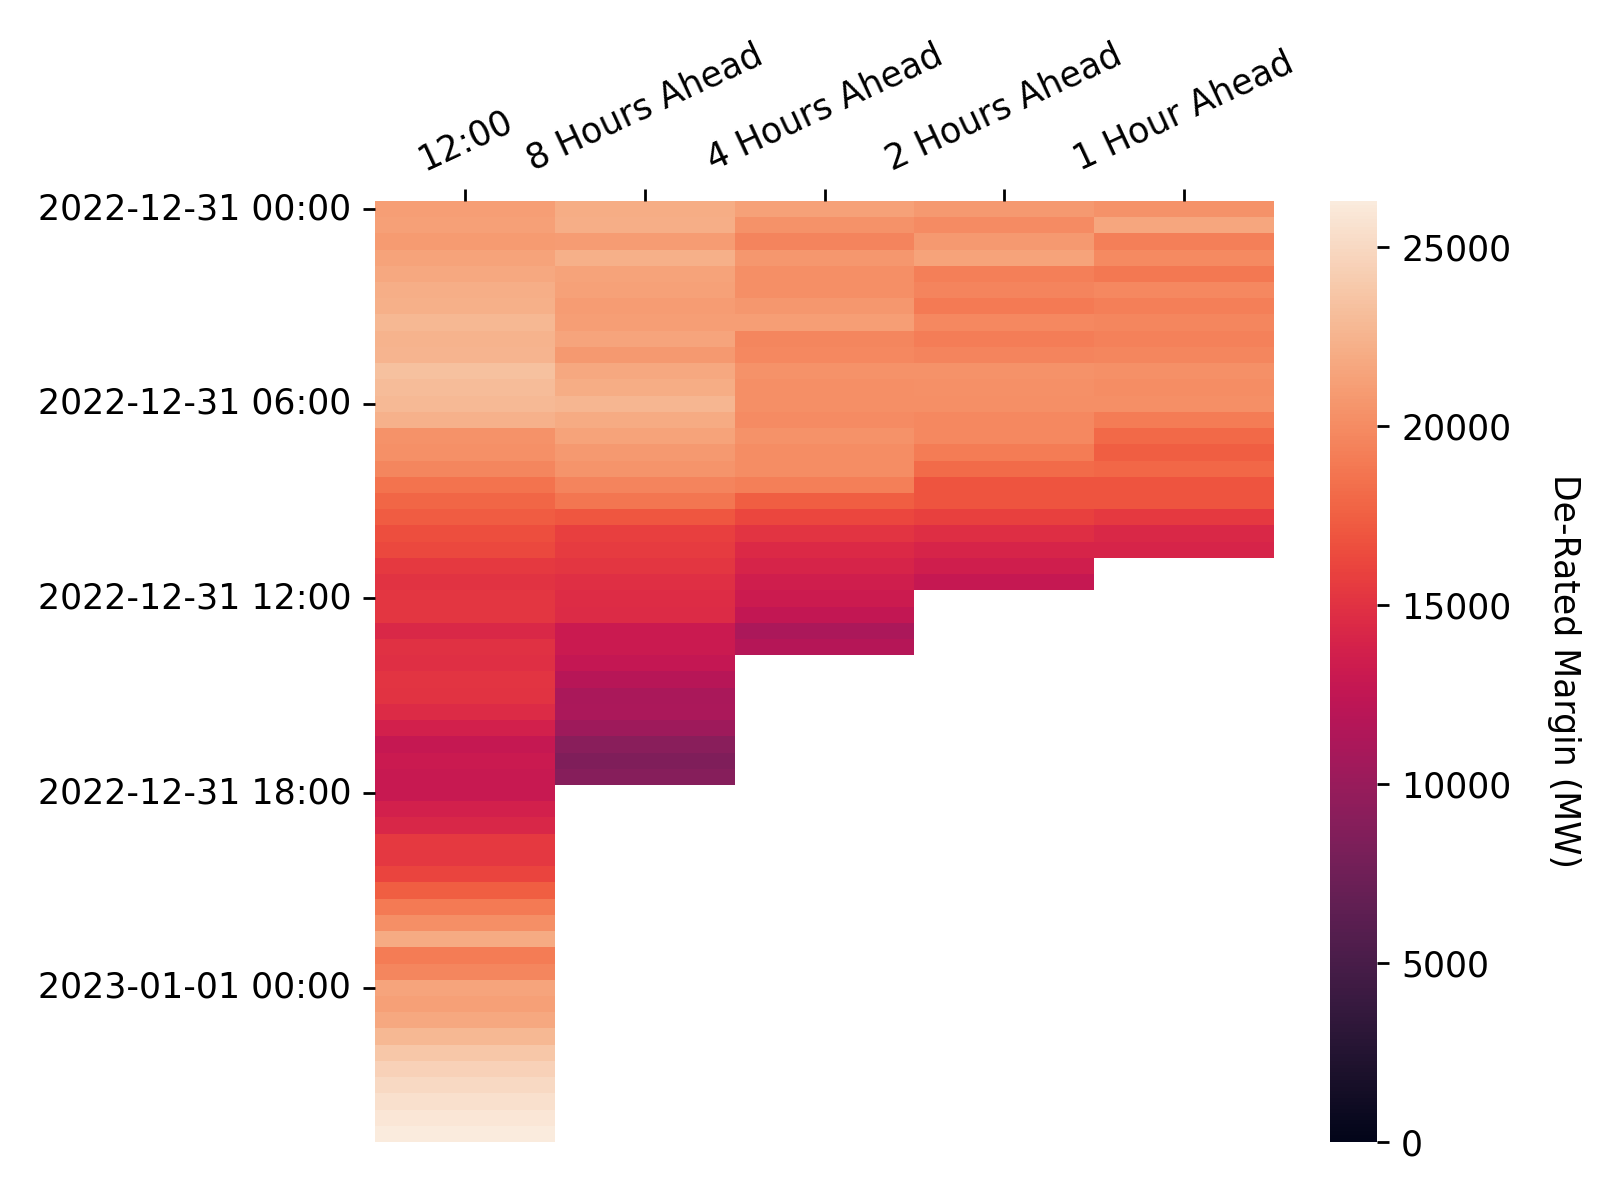 12:00
8 Hours Ahead
4 Hours Ahead
2 Hours Ahead
1 Hour Ahead
2022-12-31 00:00
2022-12-31 06:00
2022-12-31 12:00
2022-12-31 18:00
2023-01-01 00:00
25000
20000
15000
10000
5000
0
De-Rated Margin (MW)